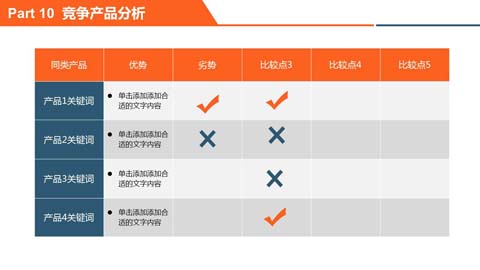 Part 10 竞争产品分析
同类产品 优势 劣势 比较点3 比较点4 比较点5
产品1关键词 ● 单击添加添加合
适的文字内容
产品2关键词 ● 单击添加添加合
适的文字内容
产品3关键词 ● 单击添加添加合
适的文字内容
产品4关键词 ● 单击添加添加合
适的文字内容